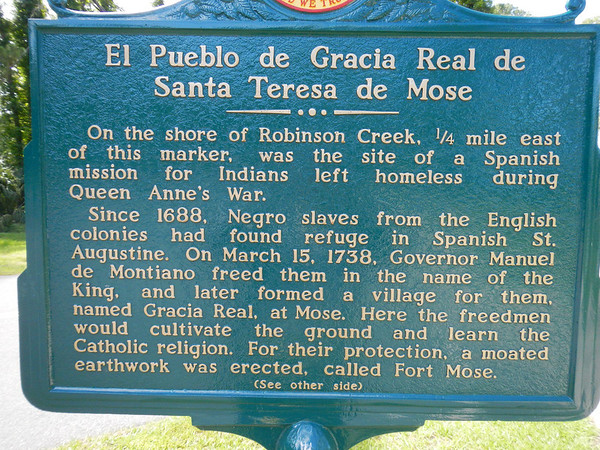 WE TRU
El Pueblo de Gracia Real de
Santa Teresa de Mose
On the shore of Robinson Creek, 1/4 mile east
of this marker, was the site of a Spanish
mission for Indians left homeless during
Queen Anne's War.
Since 1688, Negro slaves from the English
colonies had found refuge in Spanish St.
Augustine. On March 15, 1738, Governor Manuel
de Montiano freed them in the name of the
King, and later formed a village for them,
named Gracia Real, at Mose. Here the freedmen
would cultivate the ground and learn the
Catholic religion. For their protection, a moated
earthwork was erected, called Fort Mose.
(See other side)